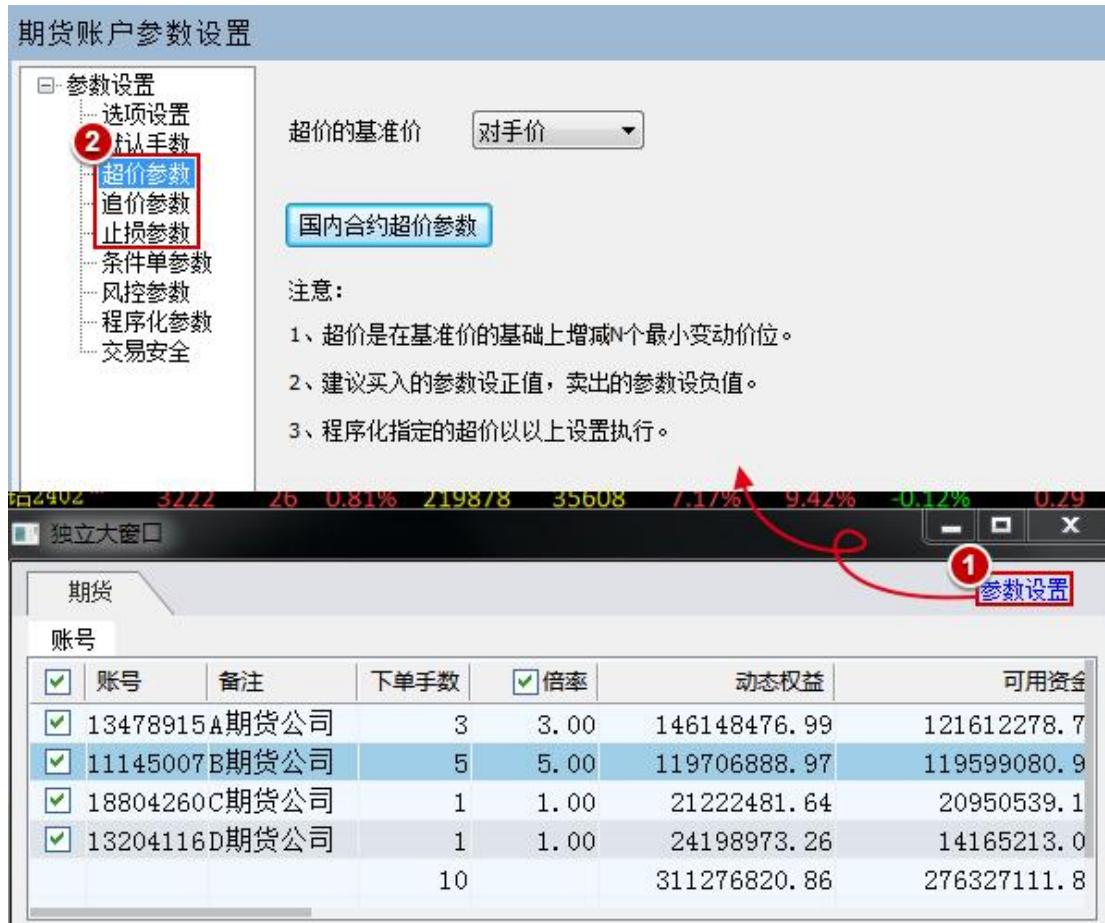 期货账户参数设置
参数设置
选项设置
2
认手数
超价参数
追价参数
止损参数
条件单参数
风控参数
程序化参数
交易安全
超价的基准价 对手价
国内合约超价参数
注意:
1、超价是在基准价的基础上增减N个最小变动价位。
2、建议买入的参数设正值，卖出的参数设负值。
3、程序化指定的超价以以上设置执行。
2402 3222 26 0.81% 219878 35608 7.17% 9.42% -0.12% 0.29
独立大窗口
1
期货 参数设置
账号
账号 备注 下单手数 倍率 动态权益 可用资金
13478915 A期货公司 3 3.00 146148476.99 121612278.7
11145007 B期货公司 5 5.00 119706888.97 119599080.9
18804260 C期货公司 1 1.00 21222481.64 20950539.1
13204116 D期货公司 1 1.00 24198973.26 14165213.0
10 311276820.86 276327111.8